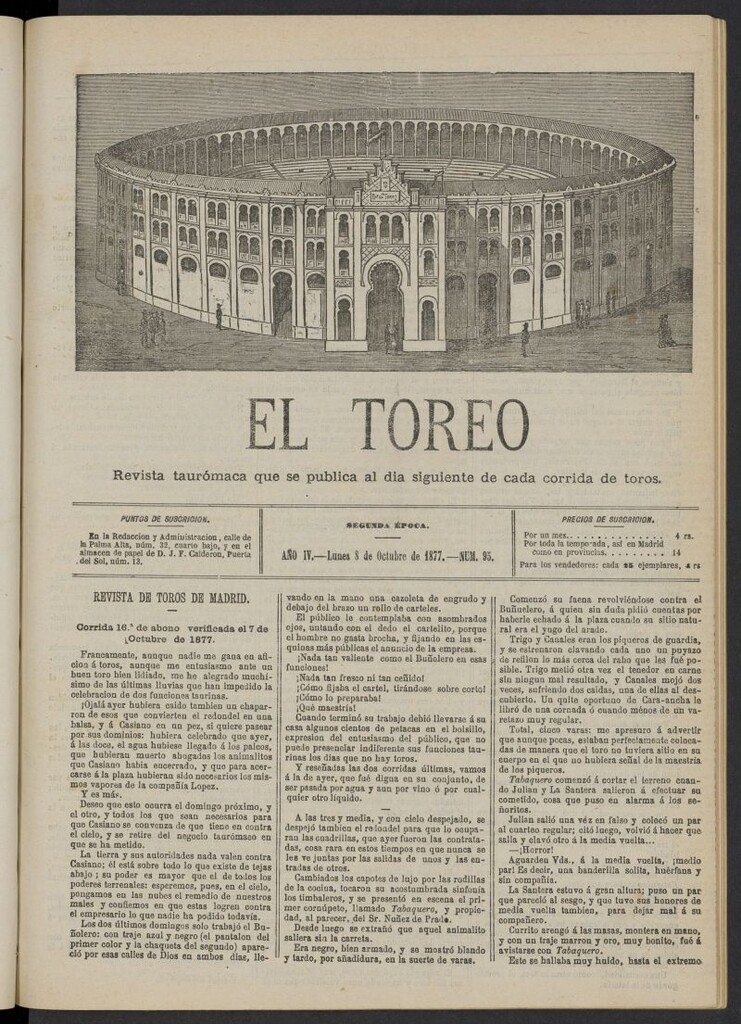 EL TOREO
Revista taurómaca que se publica al dia siguiente de cada corrida de toros.
PUNTOS DE SUSCRICION.
En la Redaccion y Administracion, calle de
la Palma Alta, núm. 32, cuarto bajo, y en el
almacen de papel de D. J. F. Calderon, Puerta
del Sol, núm. 13.
SEGUNDA ÉPOCA.
AÑO IV.—Lunes 8 de Octubre de 1877.—NUM. 95.
PRECIOS DE SUSCRICION.
Por un mes. . . . . . . . . . . . . . . 4 rs.
Por toda la temporada, así en Madrid
como en provincias. . . . . . . . . 14
Para los vendedores: cada 25 ejemplares, 4 rs
REVISTA DE TOROS DE MADRID.
Corrida 16.ª de abono verificada el 7 de
Octubre de 1877.
Francamente, aunque nadie me gana en afi-
cion á toros, aunque me entusiasmo ante un
buen toro bien lidiado, me he alegrado muchí-
simo de las últimas lluvias que han impedido la
celebracion de dos funciones taurinas.
¡Ojalá ayer hubiera caido tambien un chapar-
ron de esos que convierten el redondel en una
balsa, y á Casiano en un pez, si quiere pasear
por sus dominios: hubiera celebrado que ayer,
á las doce, el agua hubiese llegado á los palcos,
que hubieran muerto abogados los animalitos
que Casiano habia encerrado, y que para acer-
carse á la plaza hubieran sido necesarios los mis-
mos vapores de la compañía Lopez.
Y es más.
Deseo que esto ocurra el domingo próximo, y
el otro, y todos los que sean necesarios para
que Casiano se convenza de que tiene en contra
el cielo, y se retire del negocio taurómaco en
que se ha metido.
La tierra y sus autoridades nada valen contra
Casiano; él está sobre todo lo que existe de tejas
abajo; su poder es mayor que el de todos los
poderes terrenales: esperemos, pues, en el cielo,
pongamos en las nubes el remedio de nuestros
males y confiemos en que estas logren contra
el empresario lo que nadie ha podido todavía.
Los dos últimos domingos solo trabajó el Bu-
ñolero: con traje azul y negro (el pantalon del
primer color y la chaqueta del segundo) apare-
ció por esas calles de Dios en ambos dias, lle-
vando en la mano una cazoleta de engrudo y
debajo del brazo un rollo de carteles.
El público le contemplaba con asombrados
ojos, untando con el dedo el cartelito, porque
el hombre no gasta brocha, y fijando en las es-
quinas más públicas el anuncio de la empresa.
¡Nada tan valiente como el Buñolero en esas
funciones!
¡Nada tan fresco ni tan ceñido!
¡Cómo fijaba el cartel, tirándose sobre corto!
¡Cómo lo preparaba!
¡Qué maestría!
Cuando terminó su trabajo debió llevarse á su
casa algunos cientos de petacas en el bolsillo,
expresion del entusiasmo del público, que no
puede presenciar indiferente sus funciones tau-
rinas los dias que no hay toros.
Y reseñadas las dos corridas últimas, vamos
á la de ayer, que fué digna en su conjunto, de
ser pasada por agua y aun por vino ó por cual-
quier otro líquido.
A las tres y media, y con cielo despejado, se
despejó tambien el redondel para que lo ocupa-
ran las cuadrillas, que ayer fueron las contrata-
das, cosa rara en estos tiempos en que nunca se
les ve juntas por las salidas de unos y las en-
tradas de otros.
Cambiados los capotes de lujo por las rodillas
de la cocina, tocaron su acostumbrada sinfonía
los timbaleros, y se presentó en escena el pri-
mer cornúpeto, llamado Tabaquero, y propie-
dad, al parecer, del Sr. Nuñez de Prado.
Desde luego se extrañó que aquel animalito
saliera sin la carreta.
Era negro, bien armado, y se mostró blando
y tardo, por añadidura, en la suerte de varas.
Comenzó su faena revolviéndose contra el
Buñuelero, á quien sin duda pidió cuentas por
haberle echado á la plaza cuando su sitio natu-
ral era el yugo del arado.
Trigo y Canales eran los piqueros de guardia,
y se estrenaron clavando cada uno un puyazo
de refilon lo más cerca del rabo que les fué po-
sible. Trigo metió otra vez el tenedor en carne
sin ningun mal resultado, y Canales mojó dos
veces, sufriendo dos caidas, una de ellas al des-
cubierto. Un quite oportuno de Cara-ancha le
libró de una cornada ó cuando ménos de un va-
retazo muy regular.
Total, cinco varas: me apresuro á advertir
que aunque pocas, estaban perfectamente coloca-
das de manera que el toro no tuviera sitio en su
cuerpo en el que no hubiera señal de la maestría
de los piqueros.
Tabaquero comenzó á cortar el terreno cuan-
do Julian y La Santera salieron á efectuar su
cometido, cosa que puso en alarma á los se-
ñoritos.
Julian salió una vez en falso y colocó un par
al cuarteo regular; citó luego, volvió á hacer que
salia y clavó otro á la media vuelta...
—¡Horror!
Aguarden Vds., á la media vuelta, ¡medio
par! Es decir, una banderilla solita, huérfana y
sin compañía.
La Santera estuvo á gran altura; puso un par
que pareció al sesgo, y que tuvo sus honores de
media vuelta tambien, para dejar mal á su
compañero.
Currito arengó á las masas, montera en mano,
y con un traje marron y oro, muy bonito, fué á
avistarse con Tabaquero.
Este se hallaba muy huido, hasta el extremo